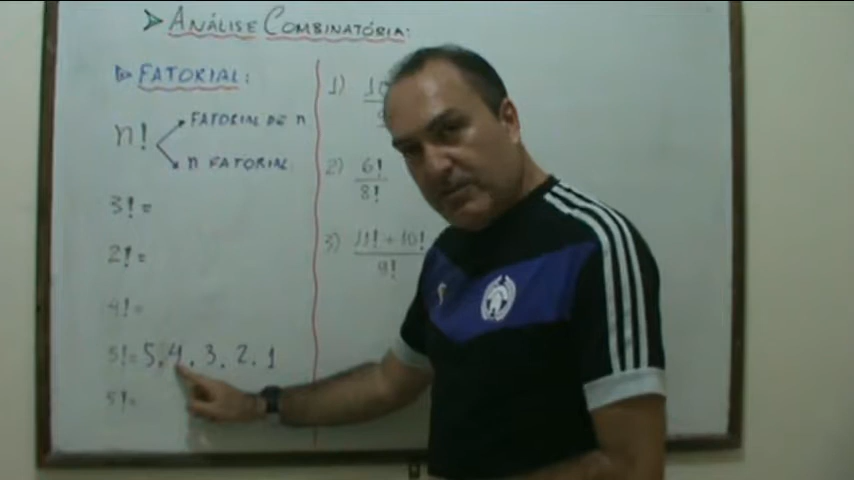 ANÁLISE COMBINATÓRIA:
FATORIAL:
n!
FATORIAL DE n
n FATORIAL
3! =
2! =
4! =
5! = 5 . 4 . 3 . 2 . 1
5! =
1) 10
2) 6!
8!
3) 11! + 10!
9!